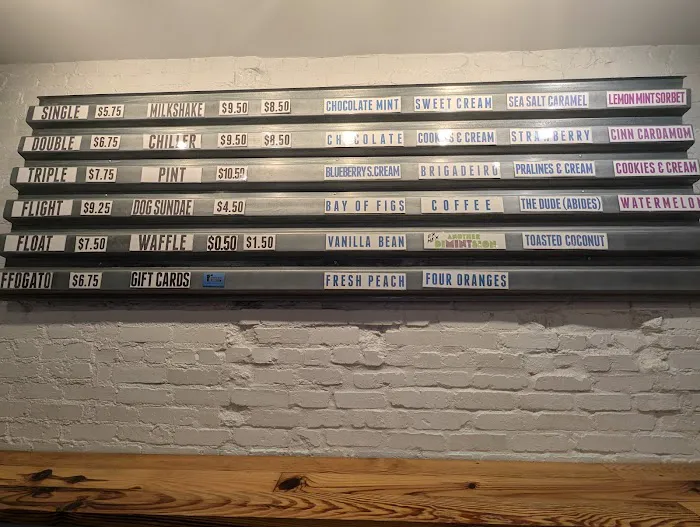 SINGLE $5.75 MILKSHAKE $9.50 $8.50 CHOCOLATE MINT SWEET CREAM SEA SALT CARAMEL LEMON MINT SORBET
DOUBLE $6.75 CHILLER $9.50 $8.50 CHOCOLATE COOKIES & CREAM STRAWBERRY CINN CARDAMOM
TRIPLE $7.75 PINT $10.50 BLUEBERRY S.CREAM BRIGADEIRO PRALINES & CREAM COOKIES & CREAM
FLIGHT $9.25 DOG SUNDAE $4.50 BAY OF FIGS COFFEE THE DUDE (ABIDES) WATERMELON
FLOAT $7.50 WAFFLE $0.50 $1.50 VANILLA BEAN ANOTHER DIMINTSION TOASTED COCONUT
FFOGATO $6.75 GIFT CARDS FRESH PEACH FOUR ORANGES